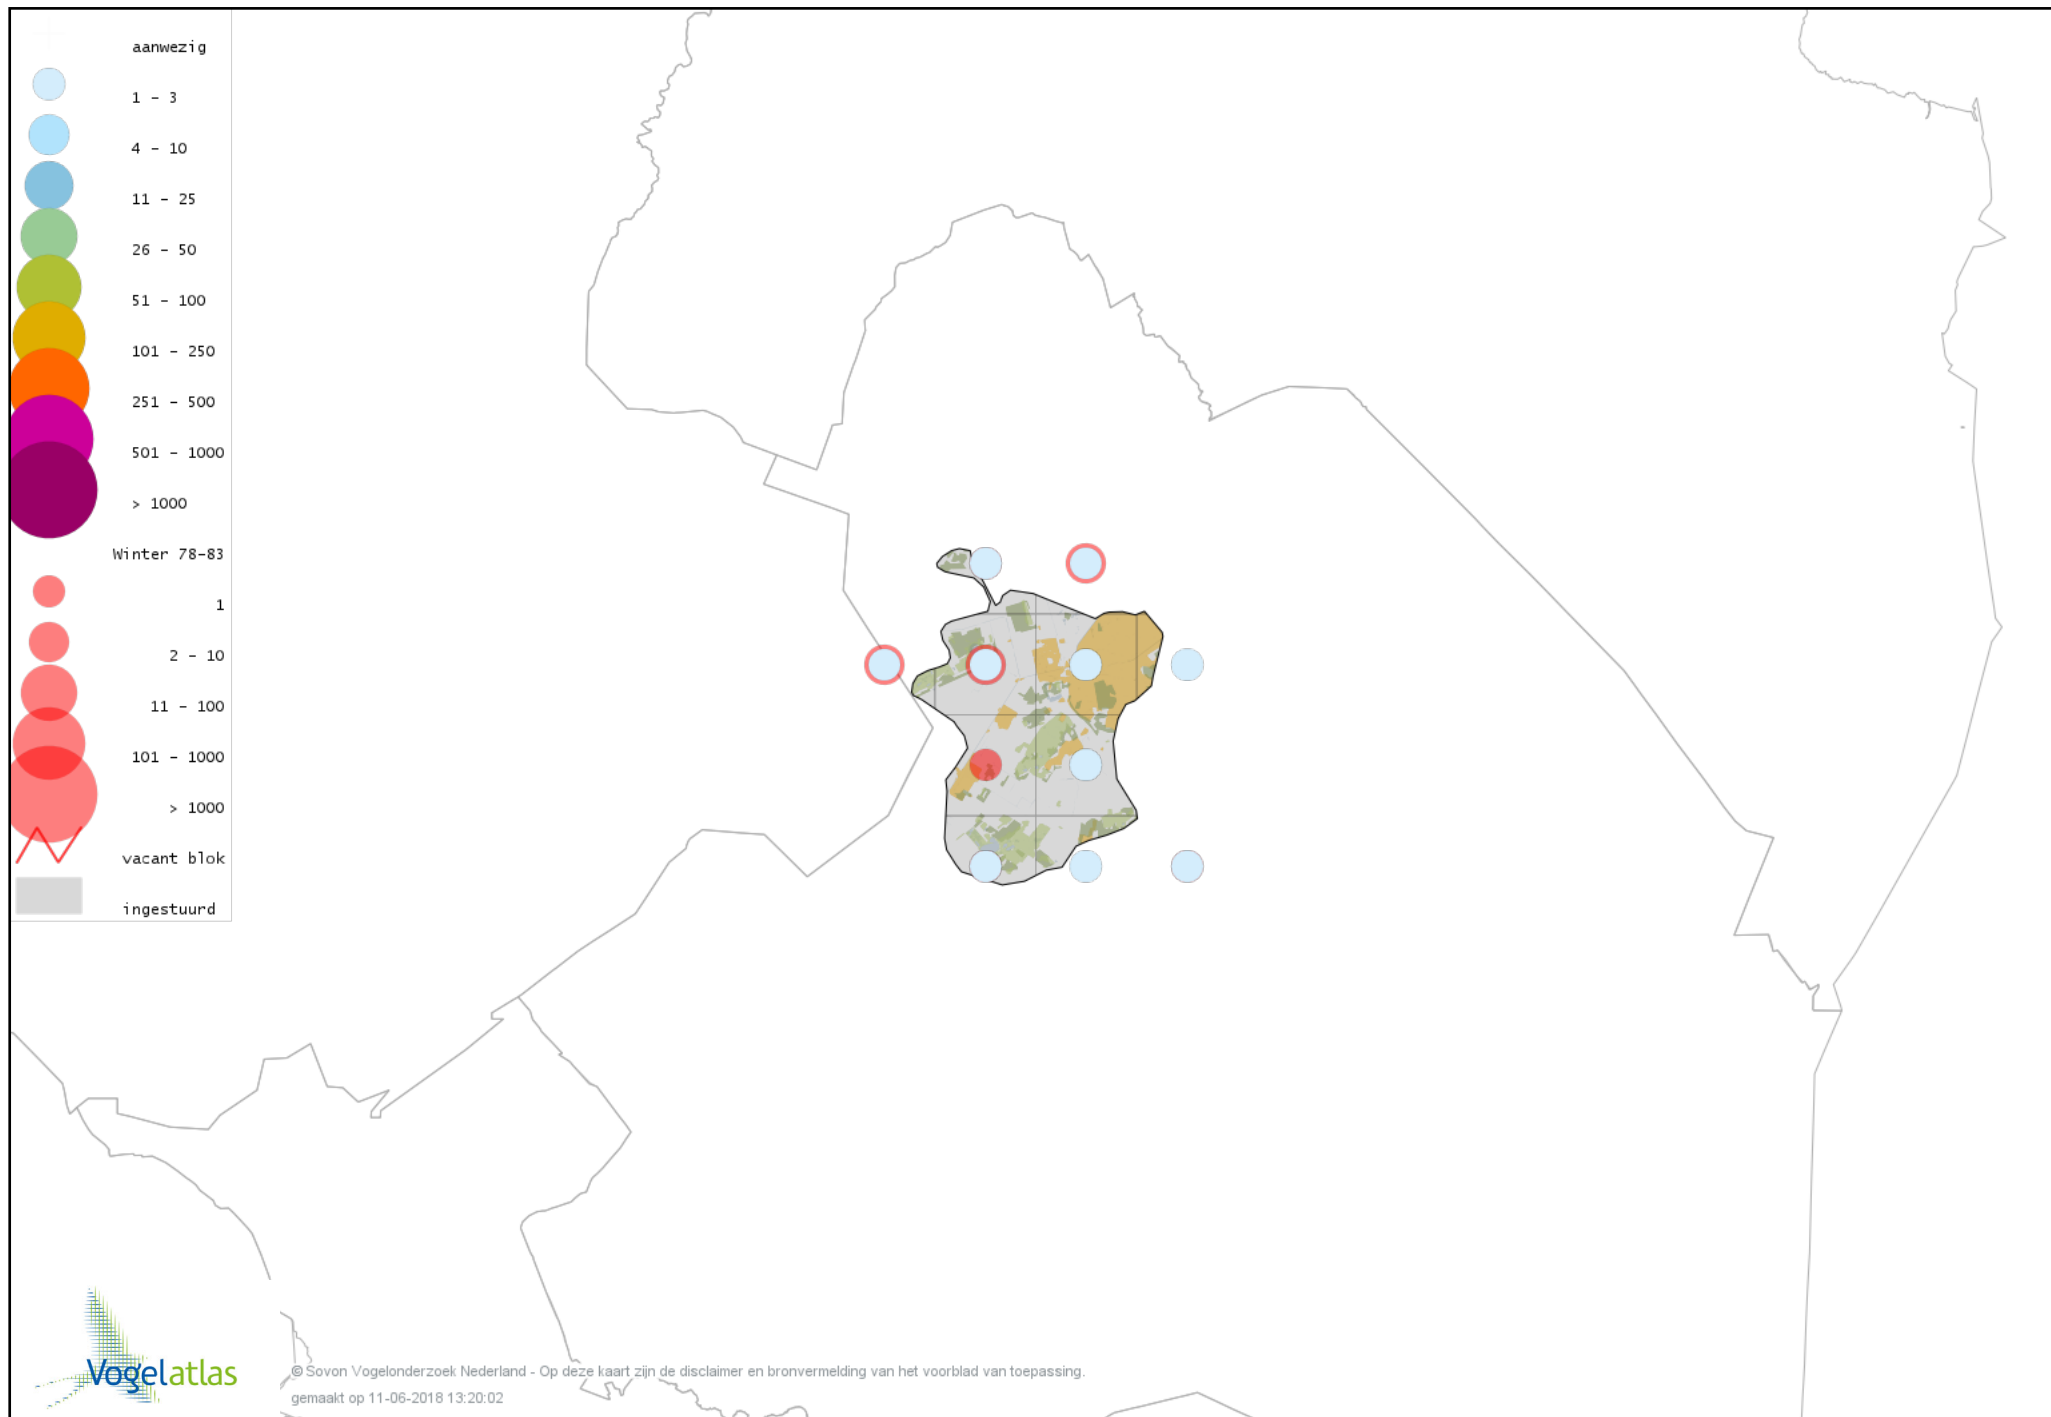 aanwezig
1 - 3
4 - 10
11 - 25
26 - 50
51 - 100
101 - 250
251 - 500
501 - 1000
> 1000
Winter 78-83
1
2 - 10
11 - 100
101 - 1000
> 1000
vacant blok
ingestuurd
Vogelatlas
© Sovon Vogelonderzoek Nederland - Op deze kaart zijn de disclaimer en bronvermelding van het voorblad van toepassing.
gemaakt op 11-06-2018 13:20:02